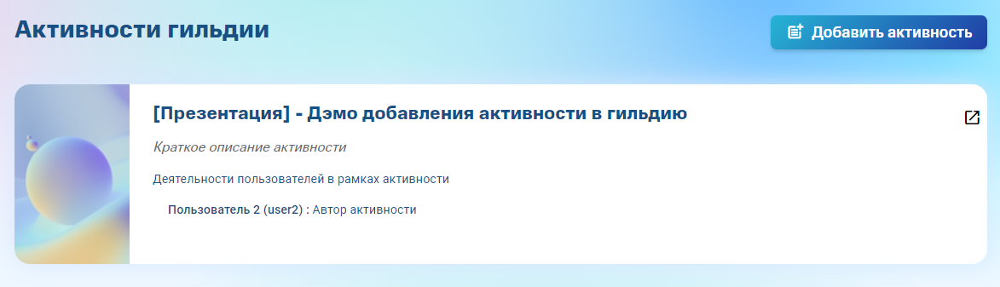 Активности гильдии
Добавить активность
[Презентация] - Дэмо добавления активности в гильдию
Краткое описание активности
Деятельности пользователей в рамках активности
Пользователь 2 (user2) : Автор активности